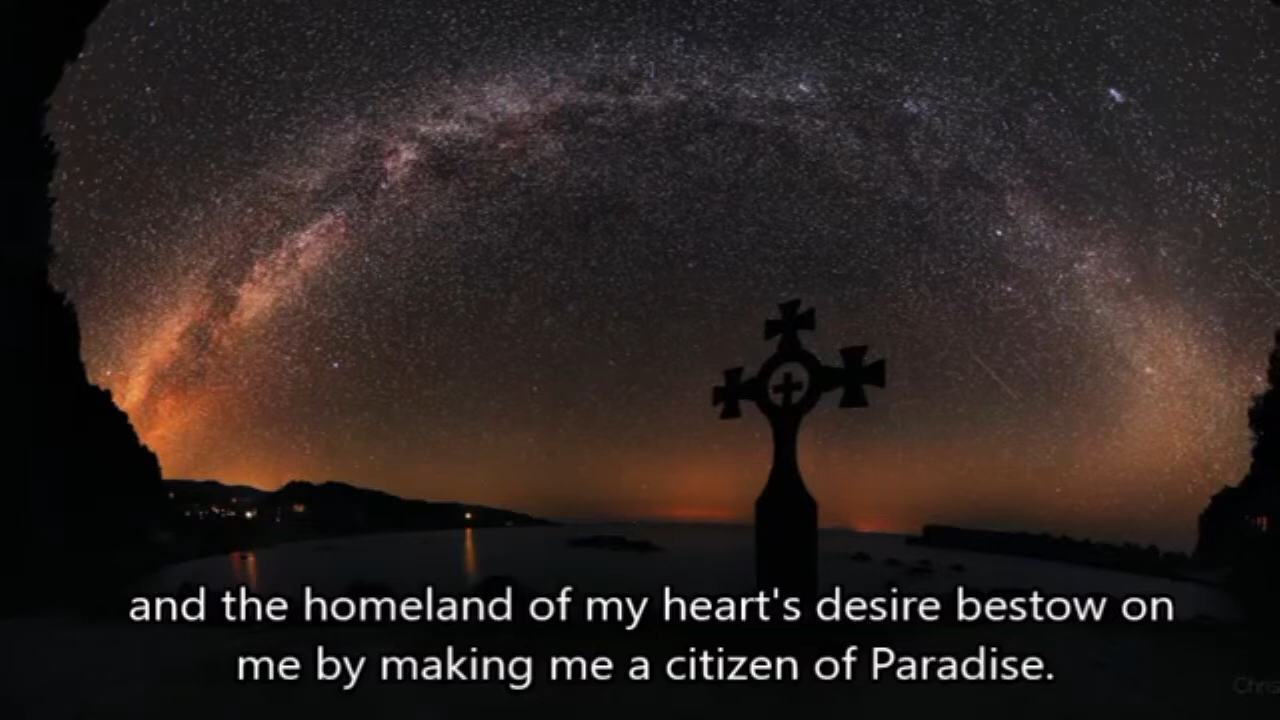 and the homeland of my heart's desire bestow on
me by making me a citizen of Paradise.